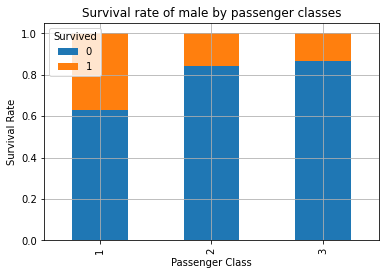 Survival rate of male by passenger classes
Survived
0
1
1.0
0.8
0.6
0.4
0.2
0.0
Survival Rate
1
2
3
Passenger Class